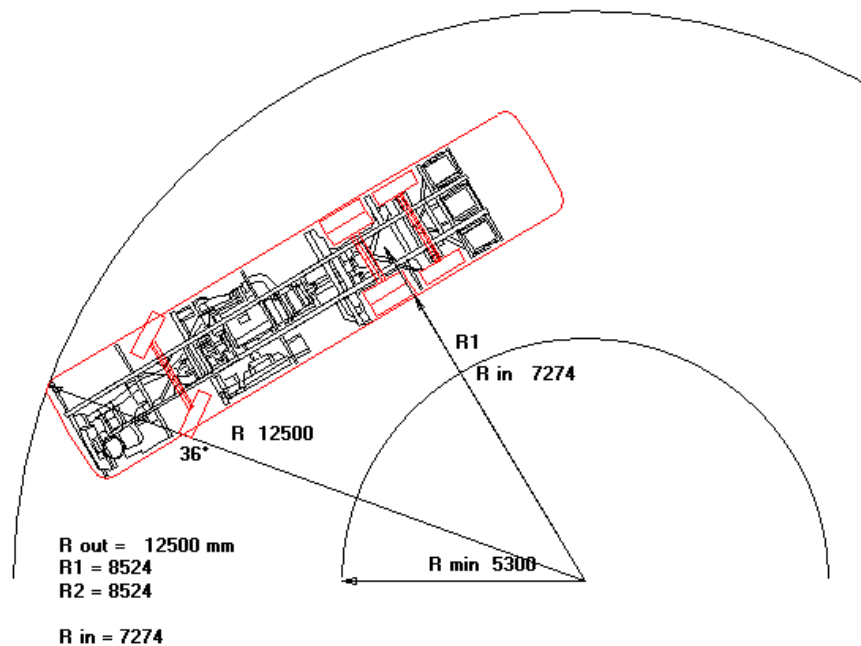 R1
R in 7274
R 12500
36°
R min 5300
R out = 12500 mm
R1 = 8524
R2 = 8524
R in = 7274